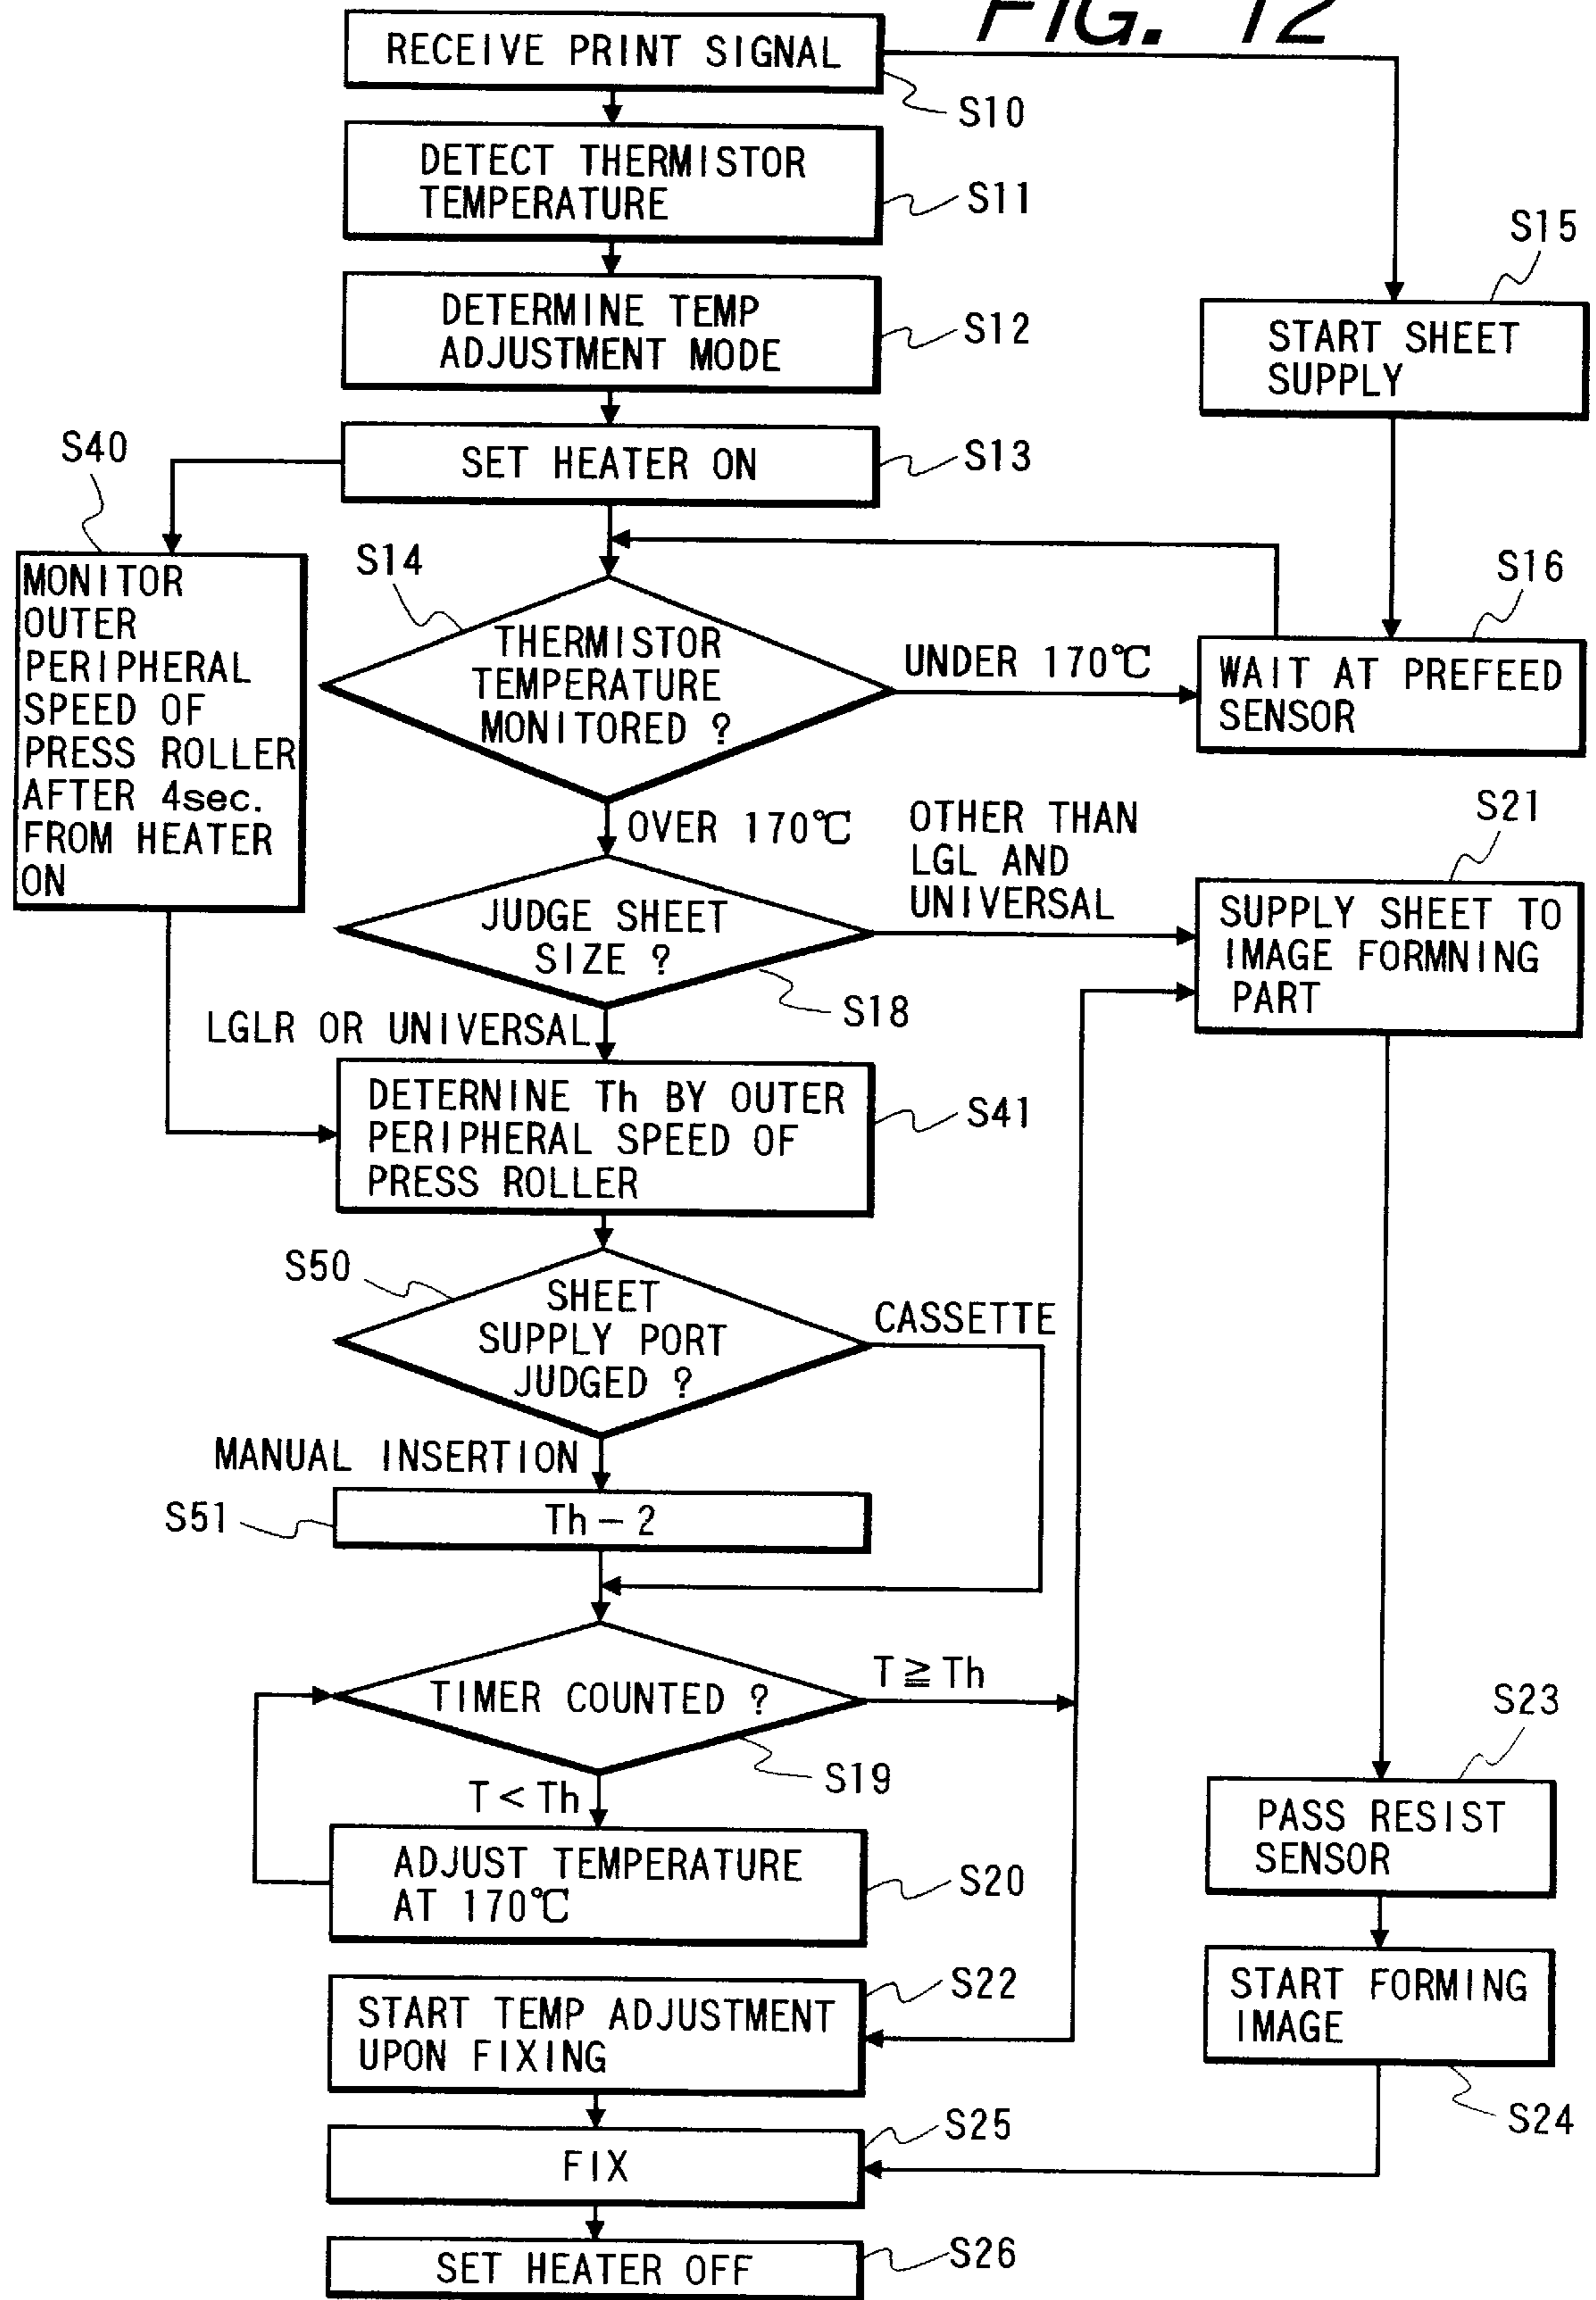 FIG. 12
RECEIVE PRINT SIGNAL
S10
DETECT THERMISTOR
TEMPERATURE
S11
DETERMINE TEMP
ADJUSTMENT MODE
S12
S15
START SHEET
SUPPLY
SET HEATER ON
S13
S40
MONITOR
OUTER
PERIPHERAL
SPEED OF
PRESS ROLLER
AFTER 4sec.
FROM HEATER
ON
S14
THERMISTOR
TEMPERATURE
MONITORED ?
UNDER 170℃
S16
WAIT AT PREFEED
SENSOR
OVER 170℃
JUDGE SHEET
SIZE ?
S18
OTHER THAN
LGL AND
UNIVERSAL
S21
SUPPLY SHEET TO
IMAGE FORMNING
PART
LGLR OR UNIVERSAL
DETERNINE Th BY OUTER
PERIPHERAL SPEED OF
PRESS ROLLER
S41
S50
SHEET
SUPPLY PORT
JUDGED ?
CASSETTE
MANUAL INSERTION
S51
Th－2
TIMER COUNTED ?
T≧Th
S19
T<Th
ADJUST TEMPERATURE
AT 170℃
S20
S23
PASS RESIST
SENSOR
START TEMP ADJUSTMENT
UPON FIXING
S22
START FORMING
IMAGE
S24
FIX
S25
SET HEATER OFF
S26